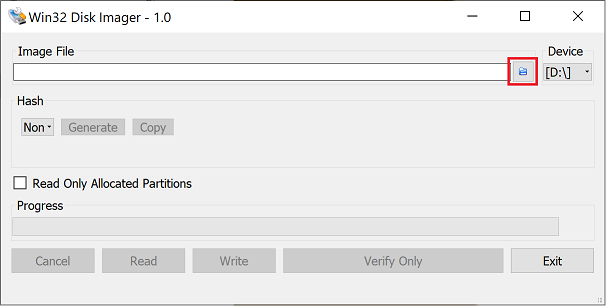 Win32 Disk Imager - 1.0
Image File
Device
[D:\]
Hash
Non
Generate
Copy
Read Only Allocated Partitions
Progress
Cancel
Read
Write
Verify Only
Exit